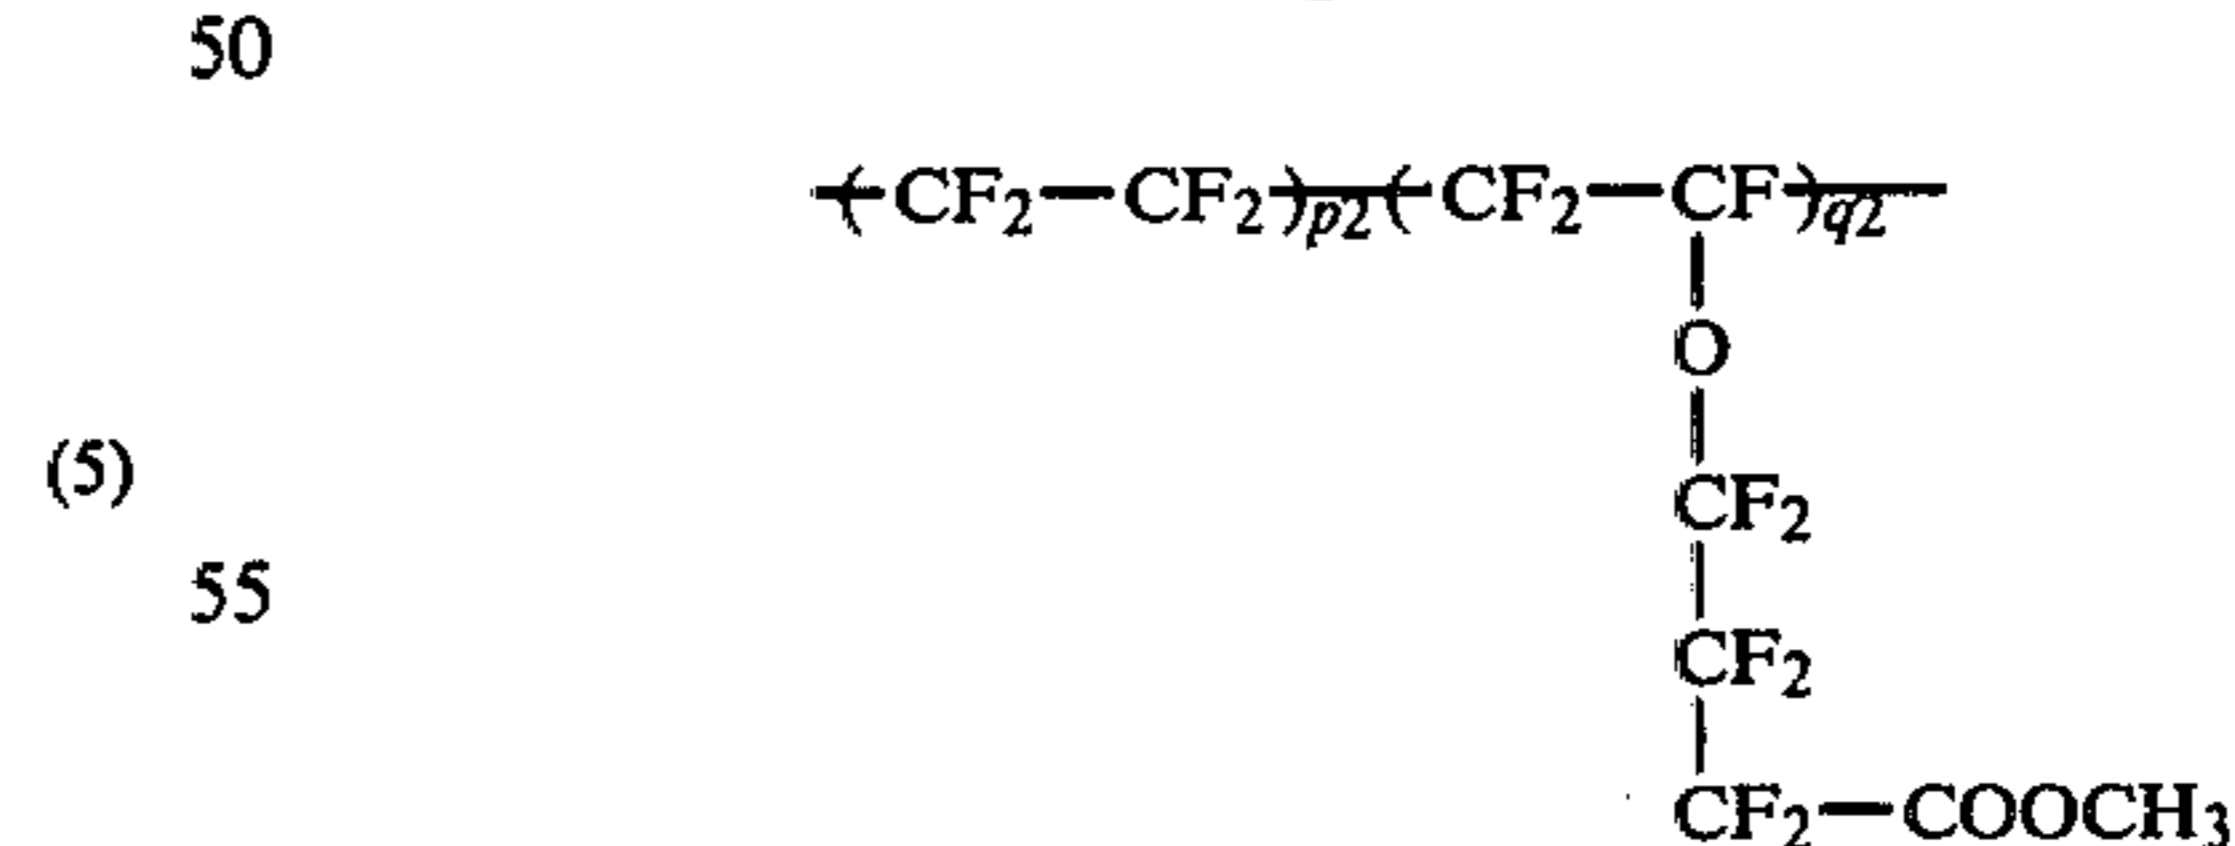 50
-(CF2—CF2)p2(CF2—CF)q2—
O
(5)
CF2
55
CF2
CF2—COOCH3